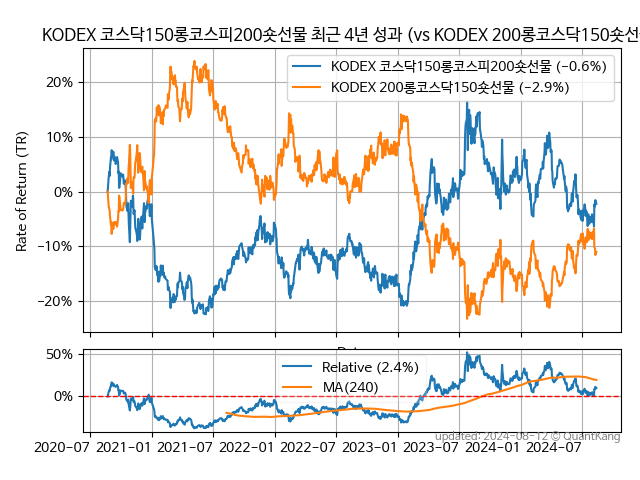 KODEX 코스닥150롱코스피200숏선물 최근 4년 성과 (vs KODEX 200롱코스닥150숏선
KODEX 코스닥150롱코스피200숏선물 (−0.6%)
KODEX 200롱코스닥150숏선물 (−2.9%)
Rate of Return (TR)
20%
10%
0%
−10%
−20%
50%
0%
Relative (2.4%)
MA(240)
updated: 2024-08-12 © QuantKang
2020-07
2021-01
2021-07
2022-01
2022-07
2023-01
2023-07
2024-01
2024-07